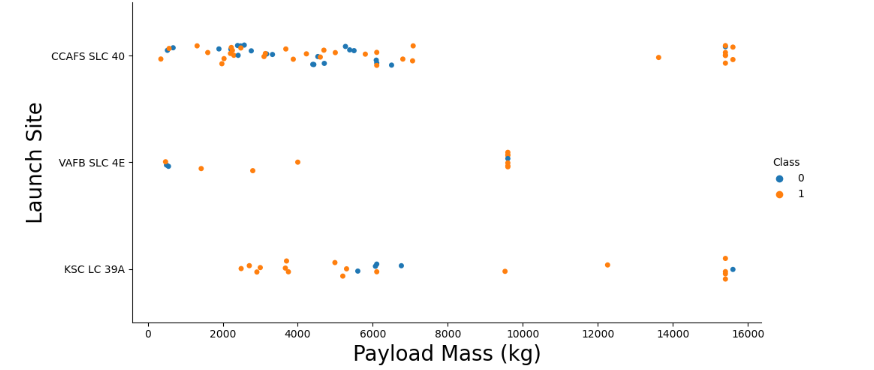 CCAFS SLC 40
VAFB SLC 4E
KSC LC 39A
Launch Site
0 2000 4000 6000 8000 10000 12000 14000 16000
Payload Mass (kg)
Class
0
1